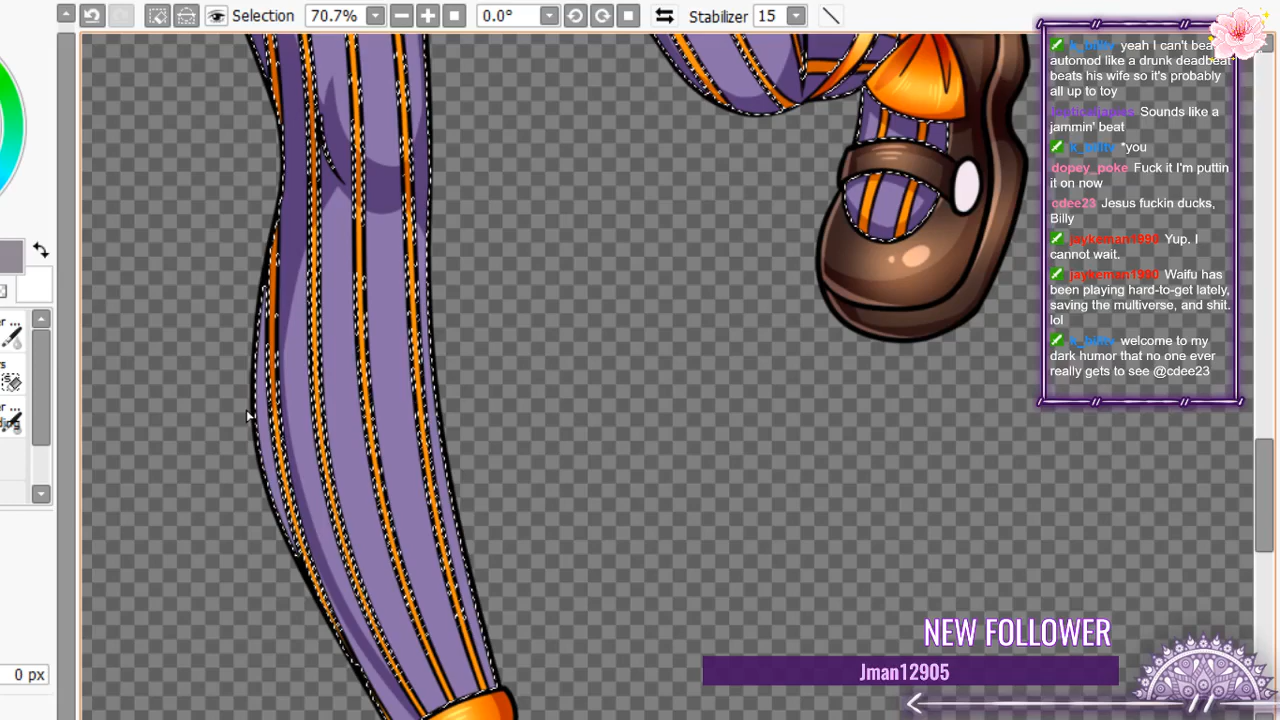 Selection 70.7% 0.0° Stabilizer 15
yeah I can't bea
automod like a drunk deadbeat
beats his wife so it's probably
all up to toy
Sounds like a
jammin' beat
*you
dopey_poke Fuck it I'm puttin
it on now
cdee23 Jesus fuckin ducks,
Billy
jaykeman1990 Yup. I
cannot wait.
jaykeman1990 Waifu has
been playing hard-to-get lately,
saving the multiverse, and shit.
lol
welcome to my
dark humor that no one ever
really gets to see @cdee23
0 px
NEW FOLLOWER
Jman12905